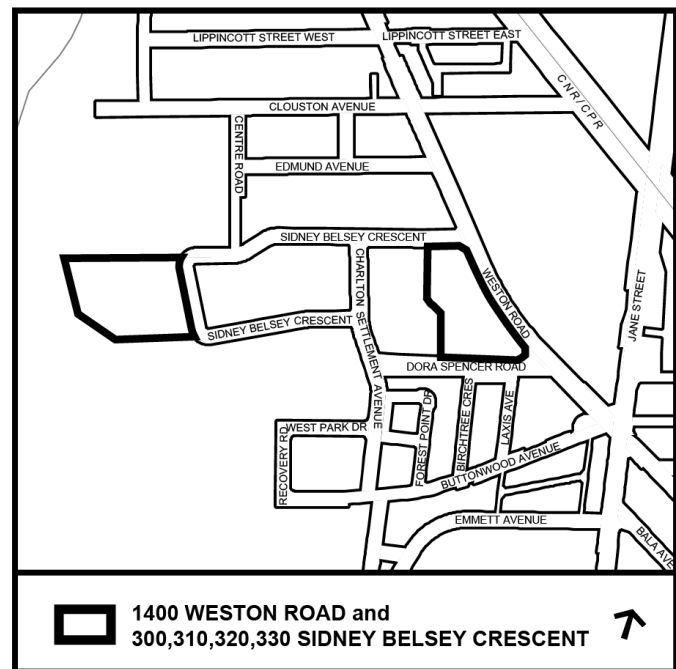 LIPPINCOTT STREET WEST
LIPPINCOTT STREET EAST
CNR/CPR
CLOUSTON AVENUE
CENTRE ROAD
EDMUND AVENUE
SIDNEY BELSEY CRESCENT
CHARLTON SETTLEMENT AVENUE
WESTON ROAD
JANE STREET
SIDNEY BELSEY CRESCENT
DORA SPENCER ROAD
WEST PARK DR
RECOVERY RD
FOREST POINT DR
BIRCHTREE CRES
LAXIS AVE
BUTTONWOOD AVENUE
EMMETT AVENUE
BALA AVE
1400 WESTON ROAD and
300,310,320,330 SIDNEY BELSEY CRESCENT